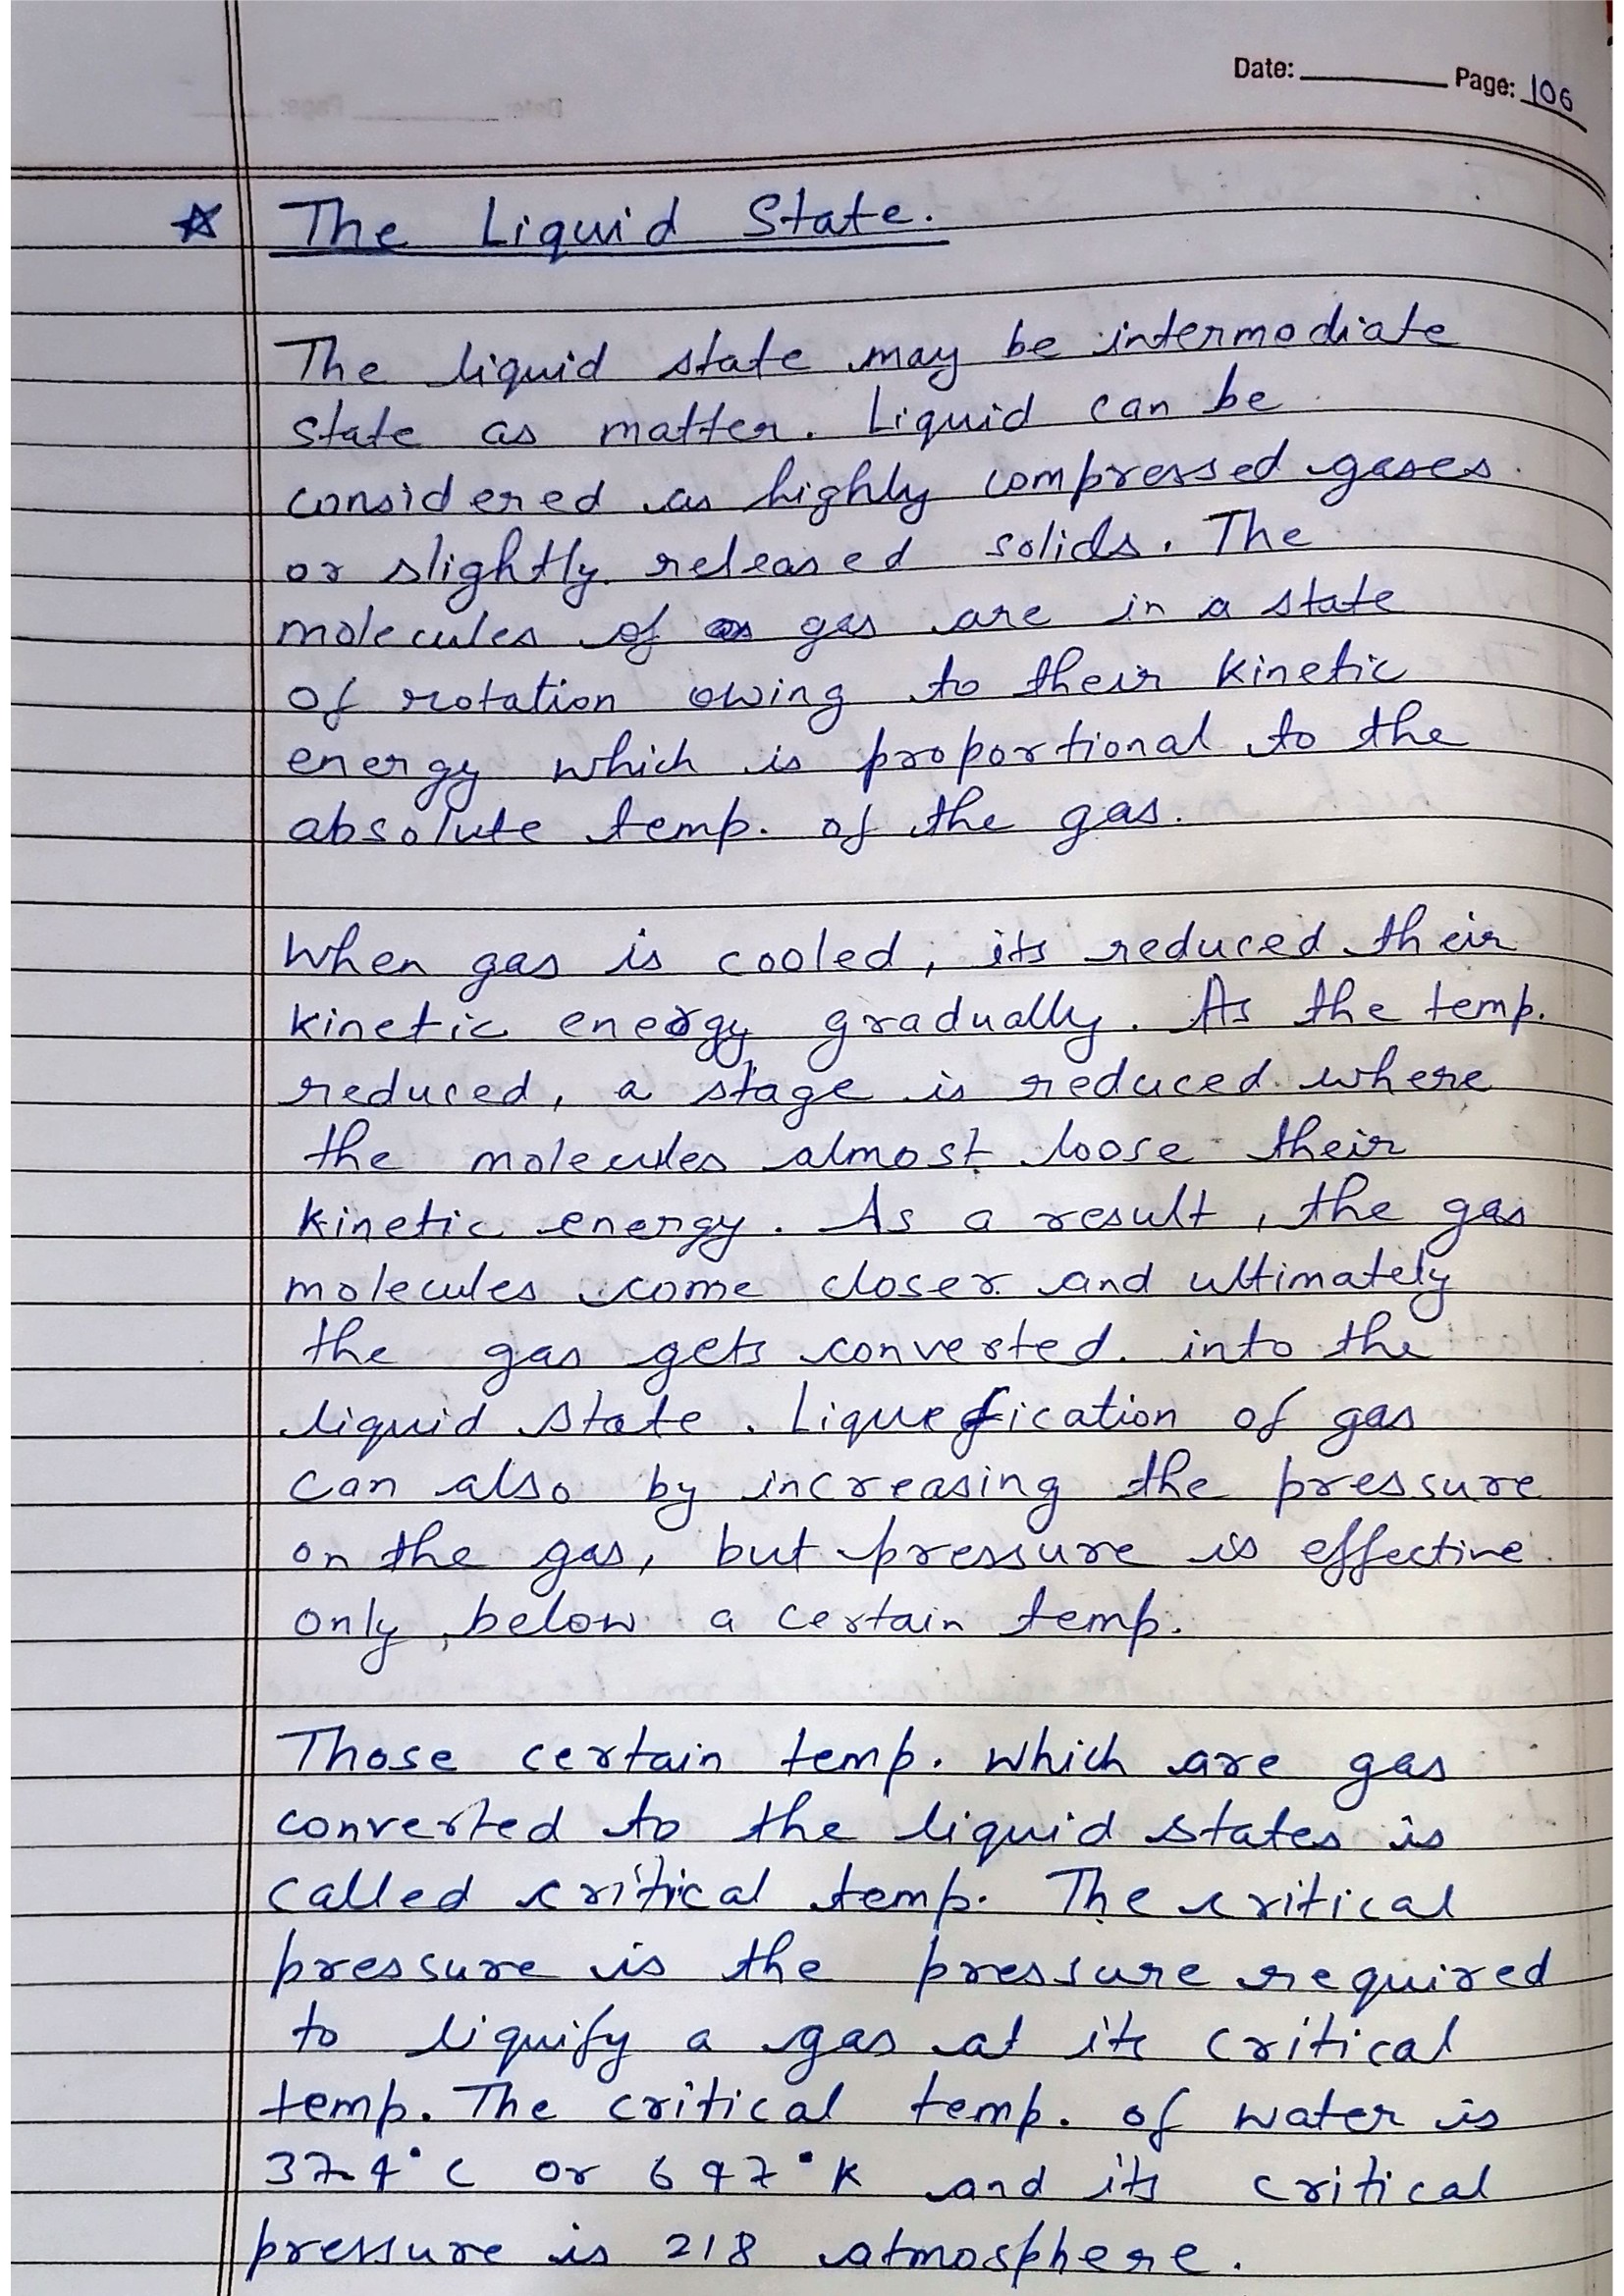 Date: Page: 106
☆ The Liquid State.
The liquid state may be intermediate
state as matter. Liquid can be
considered as highly compressed gases
or slightly released solids. The
molecules of gas are in a state
of rotation owing to their kinetic
energy which is proportional to the
absolute temp. of the gas.
When gas is cooled, its reduced their
kinetic energy gradually. As the temp.
reduced, a stage is reduced where
the molecules almost loose their
kinetic energy. As a result, the gas
molecules come closer and ultimately
the gas gets converted into the
liquid state. Liquefication of gas
can also by increasing the pressure
on the gas, but pressure is effective
only below a certain temp.
Those certain temp. which are gas
converted to the liquid states is
called critical temp. The critical
pressure is the pressure required
to liquify a gas at its critical
temp. The critical temp. of water is
374°C or 647°K and its critical
pressure is 218 atmosphere.